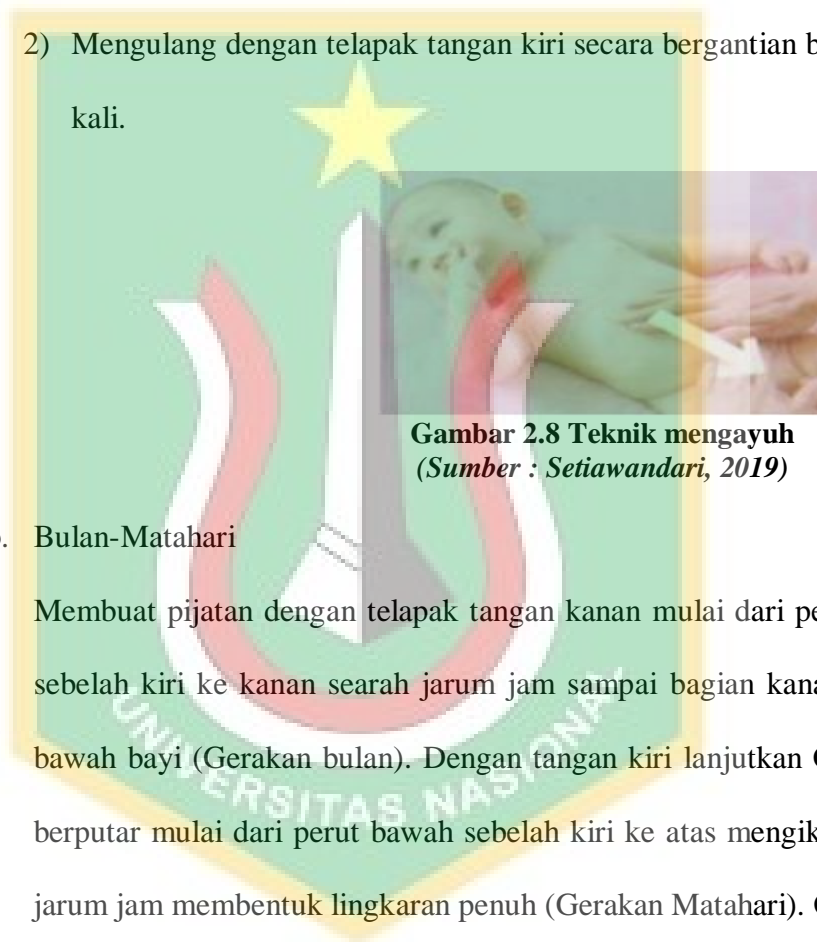 2) Mengulang dengan telapak tangan kiri secara bergantian
kali.
Gambar 2.8 Teknik mengayuh
(Sumber : Setiawandari, 2019)
Bulan-Matahari
Membuat pijatan dengan telapak tangan kanan mulai dari
sebelah kiri ke kanan searah jarum jam sampai bagian
bawah bayi (Gerakan bulan). Dengan tangan kiri lanjutkan
berputar mulai dari perut bawah sebelah kiri ke atas
jarum jam membentuk lingkaran penuh (Gerakan Matahari).
UNIVERSITAS NASIONAL